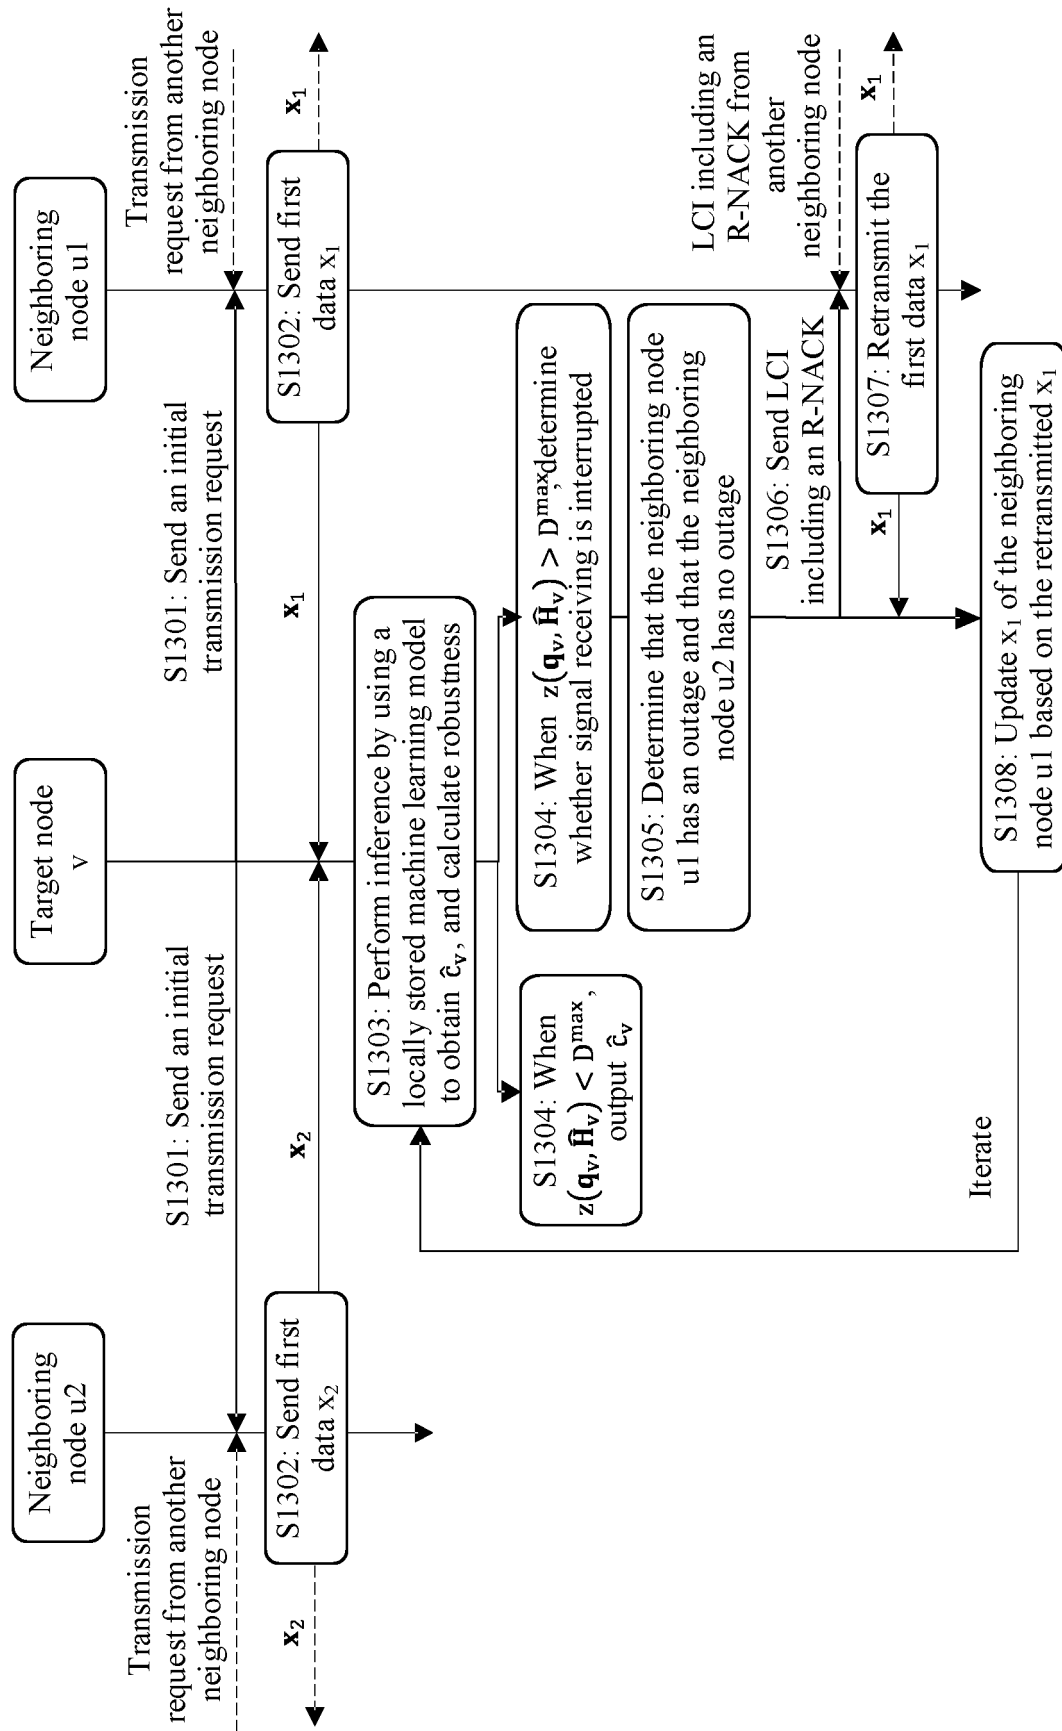 Neighboring
node u2
Target node
v
Neighboring
node u1
Transmission
request from another
neighboring node
S1301: Send an initial
transmission request
S1301: Send an initial
transmission request
Transmission
request from another
neighboring node
x₂
S1302: Send first
data x₂
x₂
x₁
S1302: Send first
data x₁
x₁
S1303: Perform inference by using a
locally stored machine learning model
to obtain ĉᵥ, and calculate robustness
S1304: When
z(qᵥ, Ĥᵥ) < Dᵐᵃˣ,
output ĉᵥ
S1304: When z(qᵥ, Ĥᵥ) > Dᵐᵃˣ, determine
whether signal receiving is interrupted
S1305: Determine that the neighboring node
u1 has an outage and that the neighboring
node u2 has no outage
S1306: Send LCI
including an R-NACK
LCI including an
R-NACK from
another
neighboring node
x₁
S1307: Retransmit the
first data x₁
x₁
Iterate
S1308: Update x₁ of the neighboring
node u1 based on the retransmitted x₁